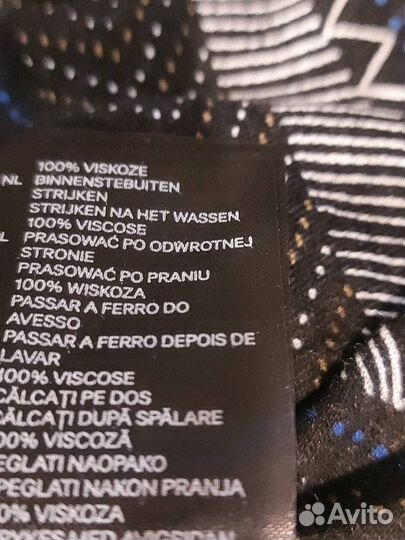 100% VISKOZE
NL BINNENSTEBUITEN
STRIJKEN
STRIJKEN NA HET WASSEN
100% VISCOSE
L PRASOWAĆ PO ODWROTNEJ
STRONIE
PRASOWAĆ PO PRANIU
100% WISKOZA
PASSAR A FERRO DO
AVESSO
PASSAR A FERRO DEPOIS DE
LAVAR
100% VISCOSE
CĂLCAȚI PE DOS
CĂLCAȚI DUPĂ SPĂLARE
100% VISCOZĂ
PEGLATI NAOPAKO
PEGLATI NAKON PRANJA
0% VISKOZA
Avito